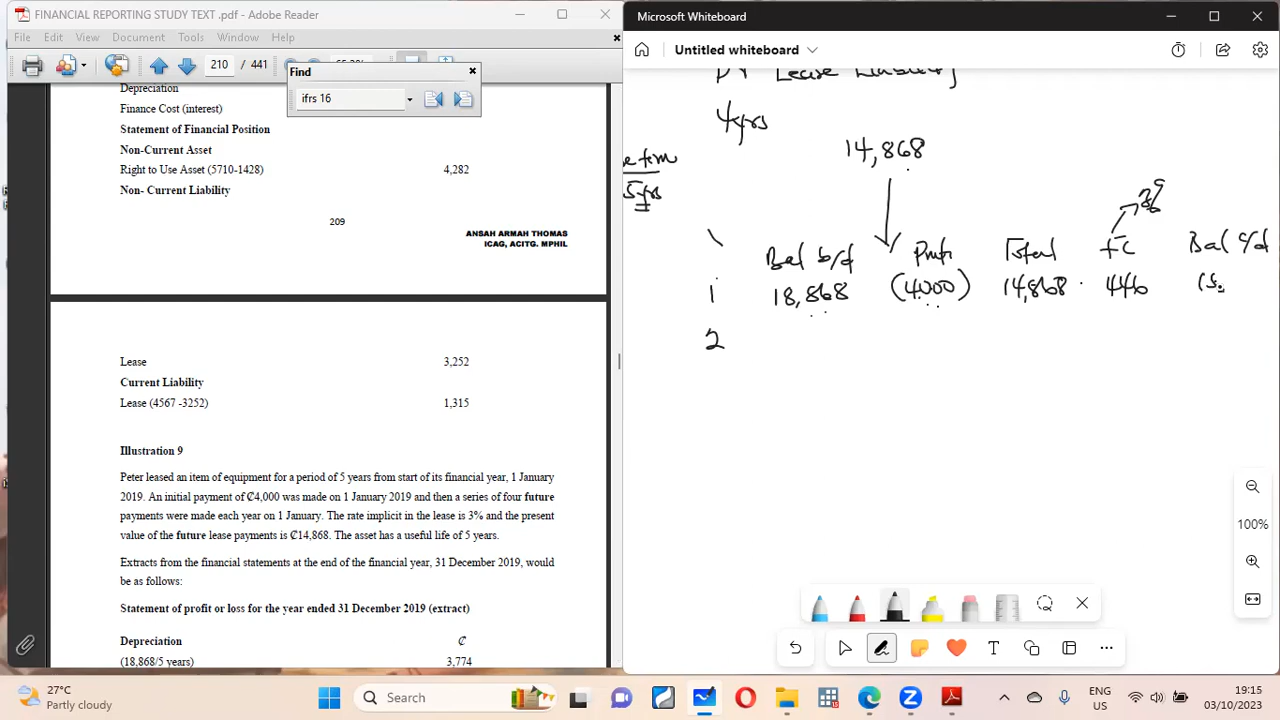 FINANCIAL REPORTING STUDY TEXT .pdf - Adobe Reader
File Edit View Document Tools Window Help
210 / 441
Find
ifrs 16
Depreciation
Finance Cost (interest)
Statement of Financial Position
Non-Current Asset
Right to Use Asset (5710-1428) 4,282
Non- Current Liability
209
ANSAH ARMAH THOMAS
ICAG, ACITG. MPHIL
Lease 3,252
Current Liability
Lease (4567 -3252) 1,315
Illustration 9
Peter leased an item of equipment for a period of 5 years from start of its financial year, 1 January
2019. An initial payment of ₵4,000 was made on 1 January 2019 and then a series of four future
payments were made each year on 1 January. The rate implicit in the lease is 3% and the present
value of the future lease payments is ₵14,868. The asset has a useful life of 5 years.
Extracts from the financial statements at the end of the financial year, 31 December 2019, would
be as follows:
Statement of profit or loss for the year ended 31 December 2019 (extract)
Depreciation ₵
(18,868/5 years) 3,774
Microsoft Whiteboard
Untitled whiteboard
PV Lease Liability
4yrs
14,868
5yrs
3%
Bal b/d Pmt Total FC Bal c/d
1 18,868 (4,000) 14,868 446
2
100%
27°C
Partly cloudy
Search
ENG
US
19:15
03/10/2023